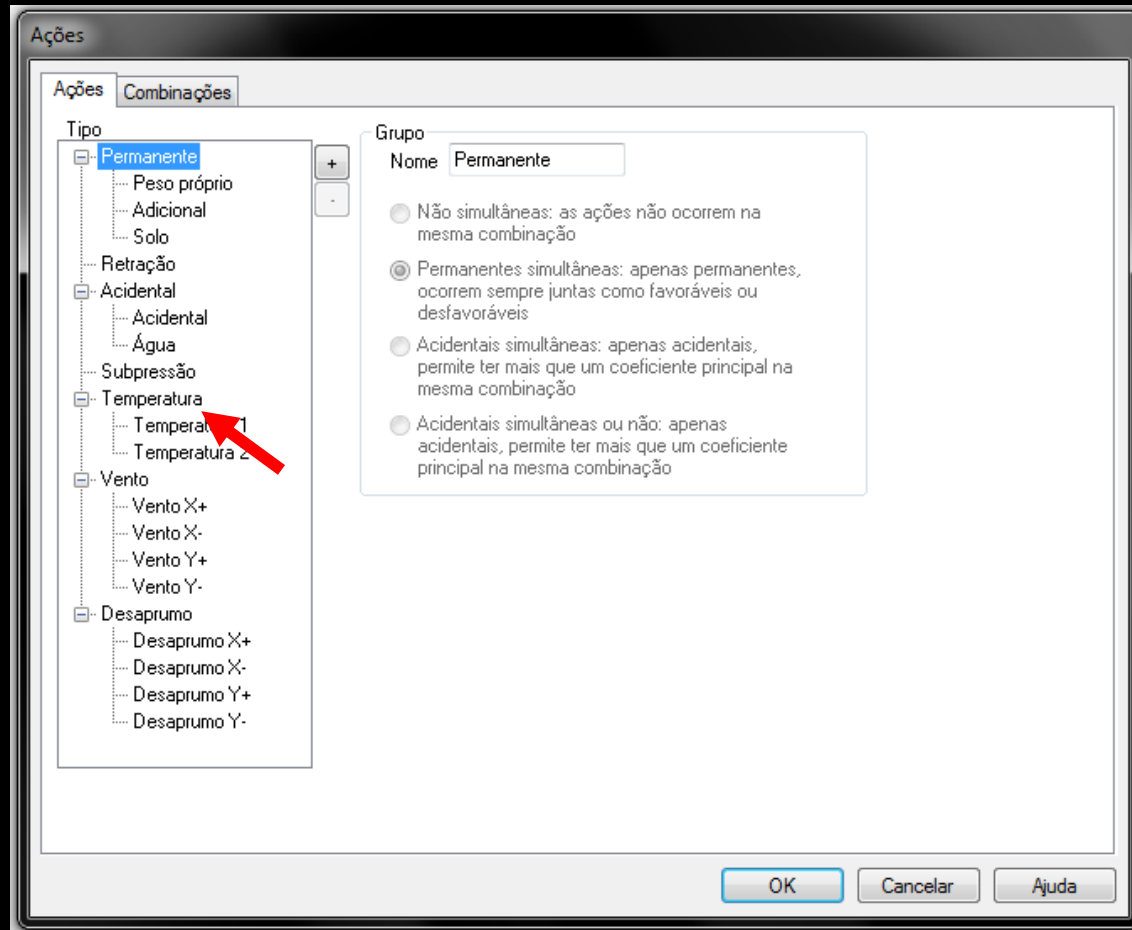 Ações
Ações
Combinações
Tipo
Permanente
Peso próprio
Adicional
Solo
Retração
Acidental
Acidental
Água
Subpressão
Temperatura
Temperatura 1
Temperatura 2
Vento
Vento X+
Vento X-
Vento Y+
Vento Y-
Desaprumo
Desaprumo X+
Desaprumo X-
Desaprumo Y+
Desaprumo Y-
+
-
Grupo
Nome Permanente
Não simultâneas: as ações não ocorrem na
mesma combinação
Permanentes simultâneas: apenas permanentes,
ocorrem sempre juntas como favoráveis ou
desfavoráveis
Acidentais simultâneas: apenas acidentais,
permite ter mais que um coeficiente principal na
mesma combinação
Acidentais simultâneas ou não: apenas
acidentais, permite ter mais que um coeficiente
principal na mesma combinação
OK
Cancelar
Ajuda